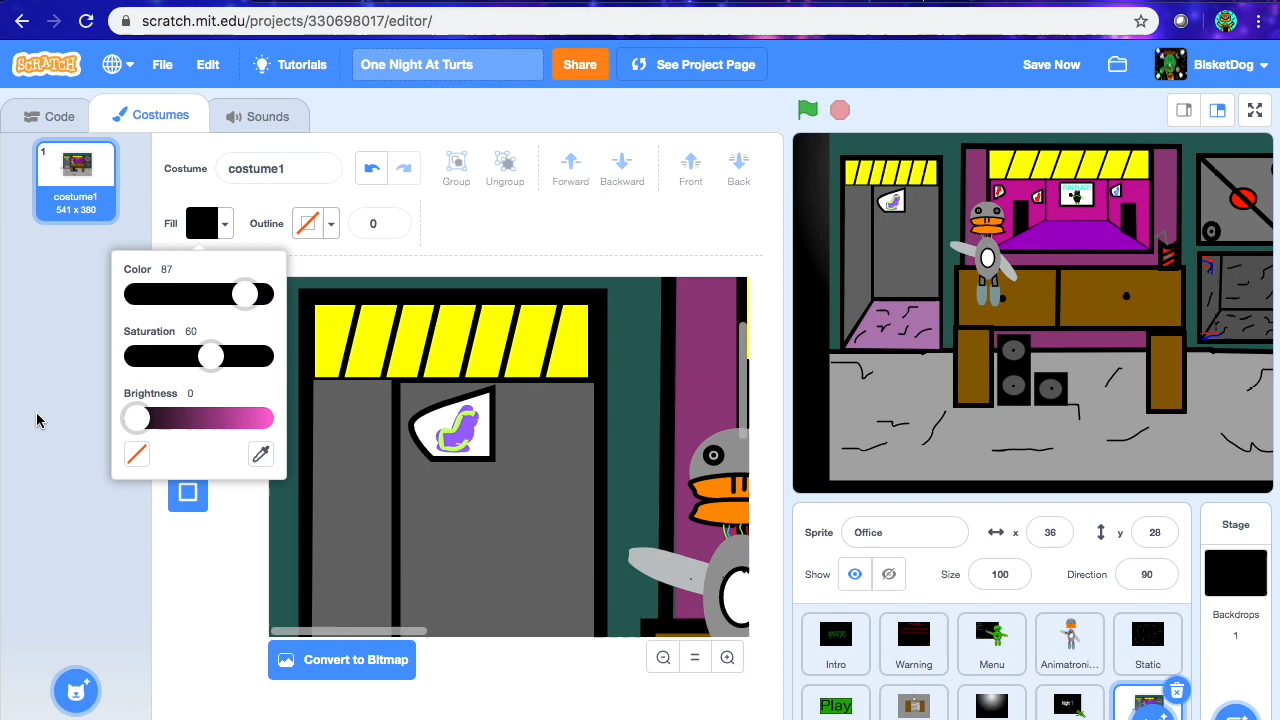 scratch.mit.edu/projects/330698017/editor/
SCRATCH File Edit Tutorials One Night At Turts Share See Project Page Save Now BisketDog
Code Costumes Sounds
1
costume1
541 x 380
Costume costume1 Group Ungroup Forward Backward Front Back
Fill Outline 0
Color 87
Saturation 60
Brightness 0
Convert to Bitmap
Sprite Office x 36 y 28
Show Size 100 Direction 90
Stage
Backdrops
1
Intro Warning Menu Animatroni... Static
Play Night 1